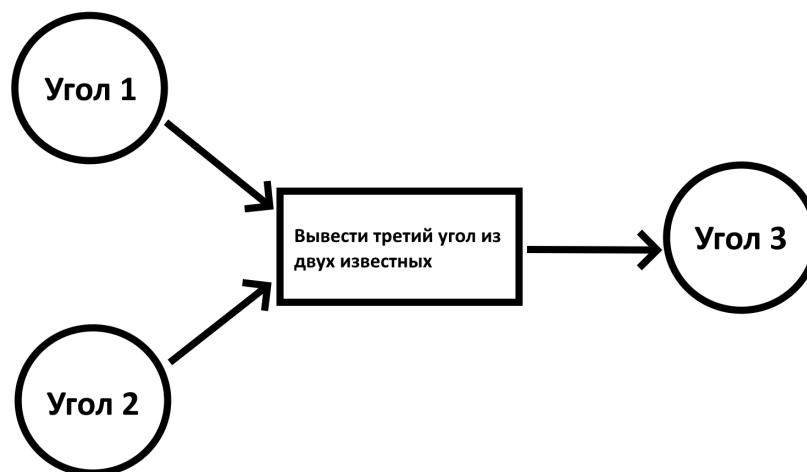 Угол 1
Вывести третий угол из
двух известных
Угол 3
Угол 2